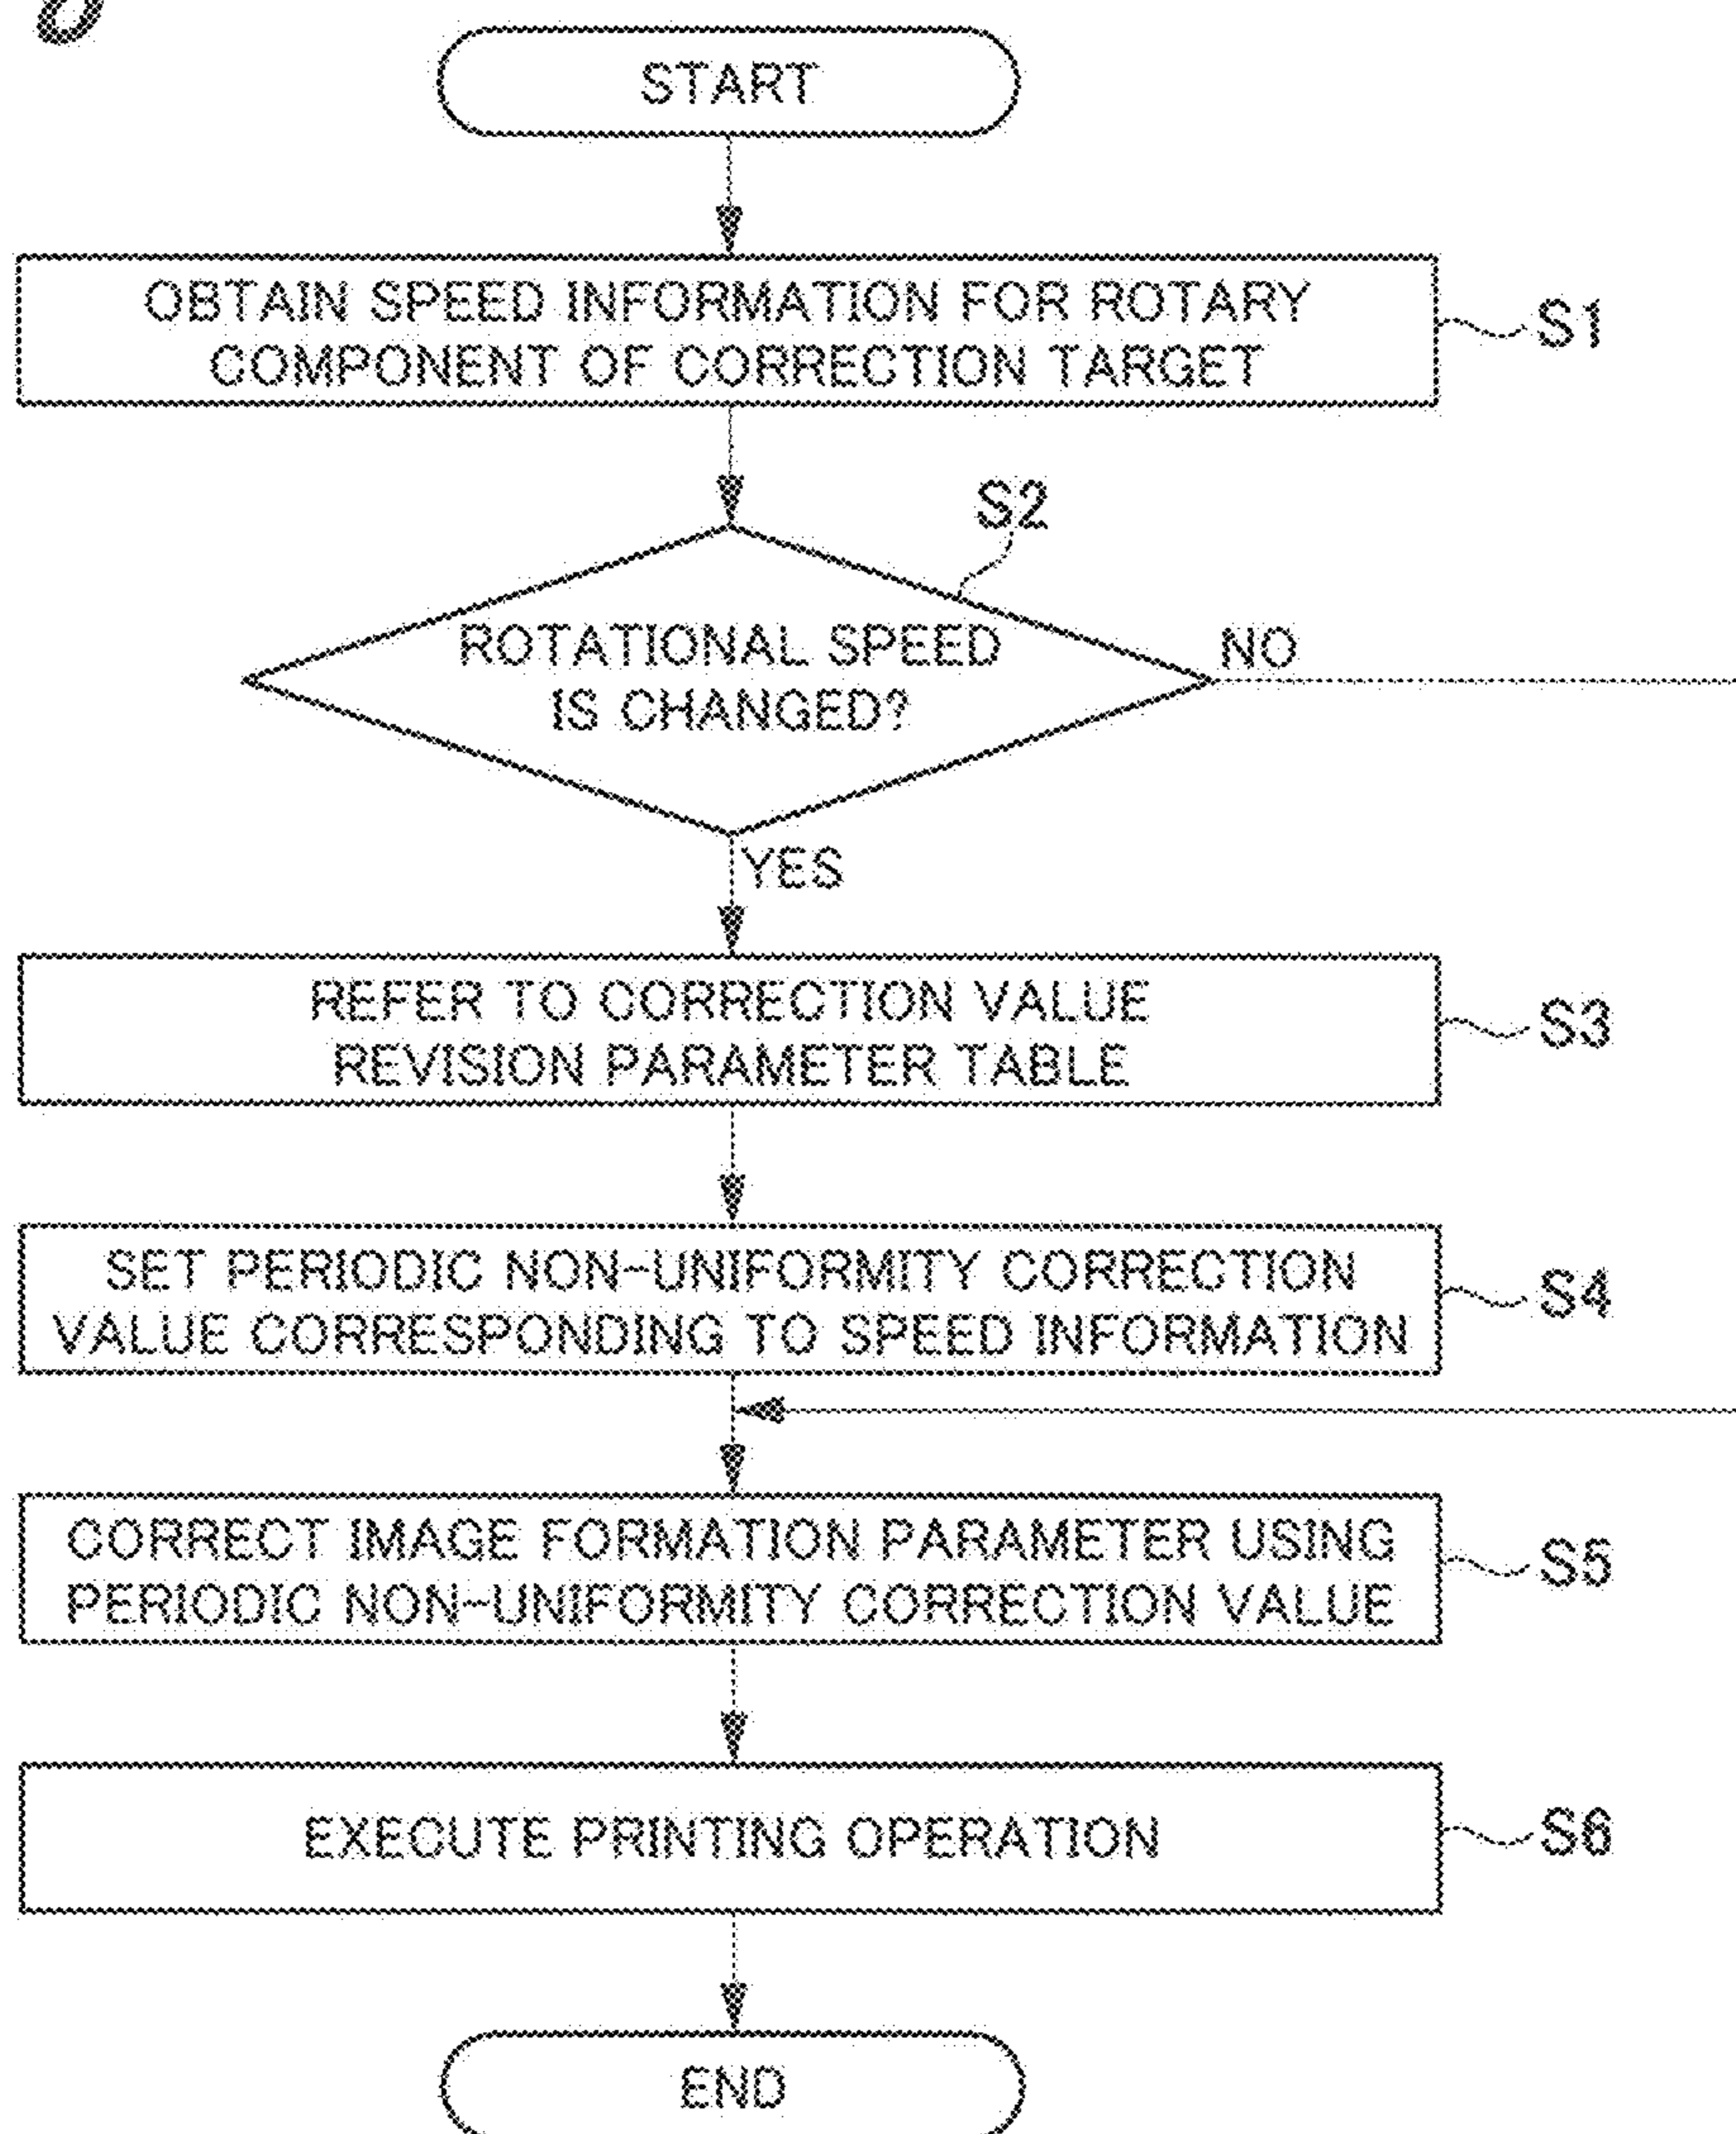 START
OBTAIN SPEED INFORMATION FOR ROTARY
COMPONENT OF CORRECTION TARGET
S1
S2
ROTATIONAL SPEED
IS CHANGED?
NO
YES
REFER TO CORRECTION VALUE
REVISION PARAMETER TABLE
S3
SET PERIODIC NON-UNIFORMITY CORRECTION
VALUE CORRESPONDING TO SPEED INFORMATION
S4
CORRECT IMAGE FORMATION PARAMETER USING
PERIODIC NON-UNIFORMITY CORRECTION VALUE
S5
EXECUTE PRINTING OPERATION
S6
END